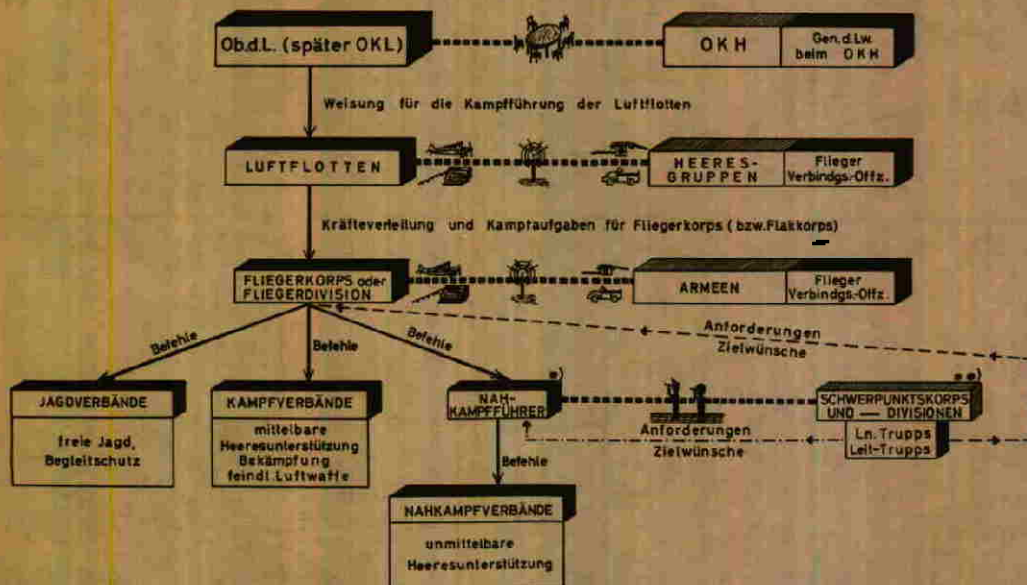 Ob.d.L. (später OKL)
OKH
Gen.d.Lw.
beim OKH
Weisung für die Kampfführung der Luftflotten
LUFTFLOTTEN
HEERES-
GRUPPEN
Flieger
Verbindgs.-Offz.
Kräfteverteilung und Kampfaufgaben für Fliegerkorps (bzw. Flakkorps)
FLIEGERKORPS oder
FLIEGERDIVISION
ARMEEN
Flieger
Verbindgs.-Offz.
Anforderungen
Zielwünsche
Befehle
Befehle
Befehle
JAGDVERBÄNDE
freie Jagd,
Begleitschutz
KAMPFVERBÄNDE
mittelbare
Heeresunterstützung
Bekämpfung
feindl. Luftwaffe
*)
NAH-
KAMPFFÜHRER
Anforderungen
Zielwünsche
**)
SCHWERPUNKTSKORPS
UND — DIVISIONEN
Ln. Trupps
Leit-Trupps
Befehle
NAHKAMPFVERBÄNDE
unmittelbare
Heeresunterstützung